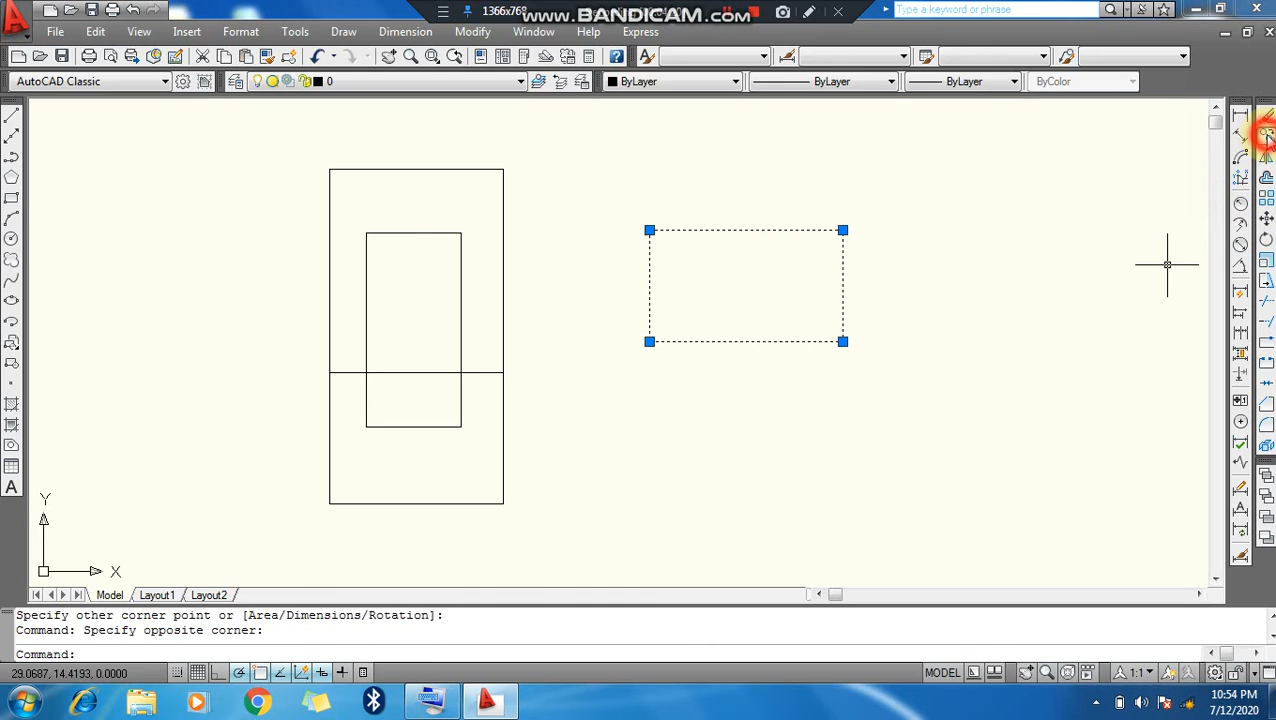 1366x768
www.BANDICAM.com
Type a keyword or phrase
File Edit View Insert Format Tools Draw Dimension Modify Window Help Express
AutoCAD Classic
0
ByLayer
ByLayer
ByLayer
ByColor
A
Y
X
Model Layout1 Layout2
Specify other corner point or [Area/Dimensions/Rotation]:
Command: Specify opposite corner:
Command:
29.0687, 14.4193, 0.0000
MODEL
1:1
10:54 PM
7/12/2020